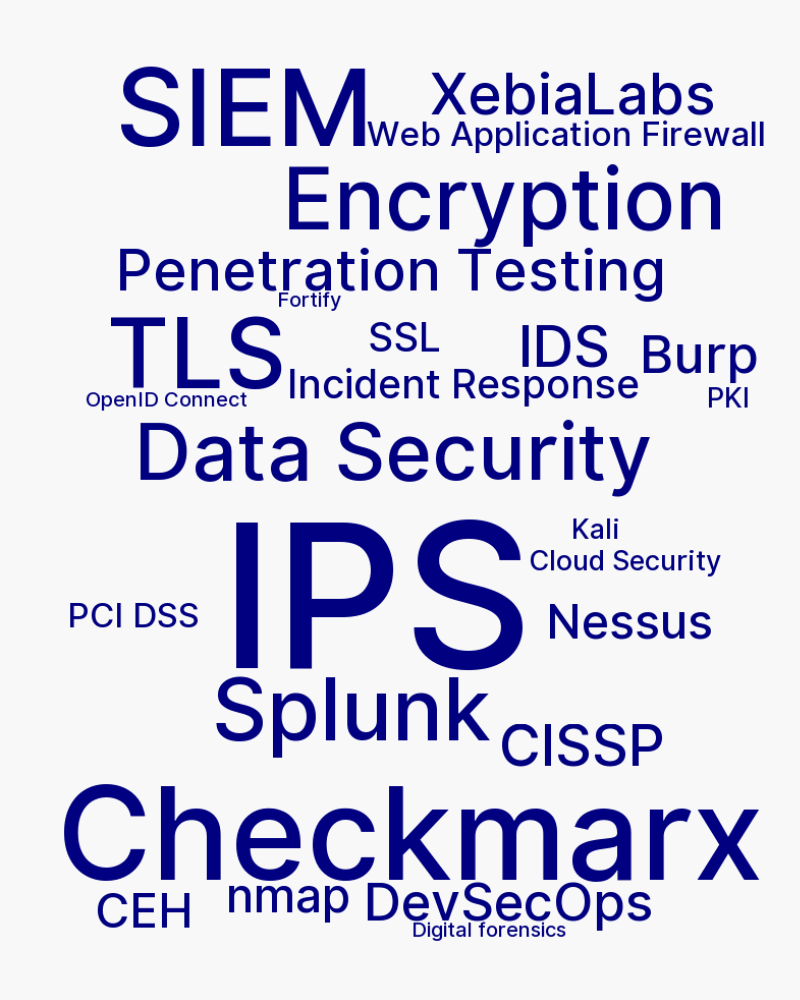 SIEM
XebiaLabs
Web Application Firewall
Encryption
Penetration Testing
Fortify
TLS
SSL
IDS
Burp
Incident Response
PKI
OpenID Connect
Data Security
IPS
Kali
Cloud Security
PCI DSS
Nessus
Splunk
CISSP
Checkmarx
CEH
nmap
DevSecOps
Digital forensics